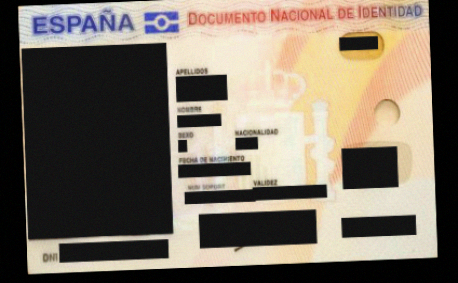 ESPAÑA DOCUMENTO NACIONAL DE IDENTIDAD
APELLIDOS
NOMBRE
SEXO NACIONALIDAD
FECHA DE NACIMIENTO
VALIDEZ
DNI